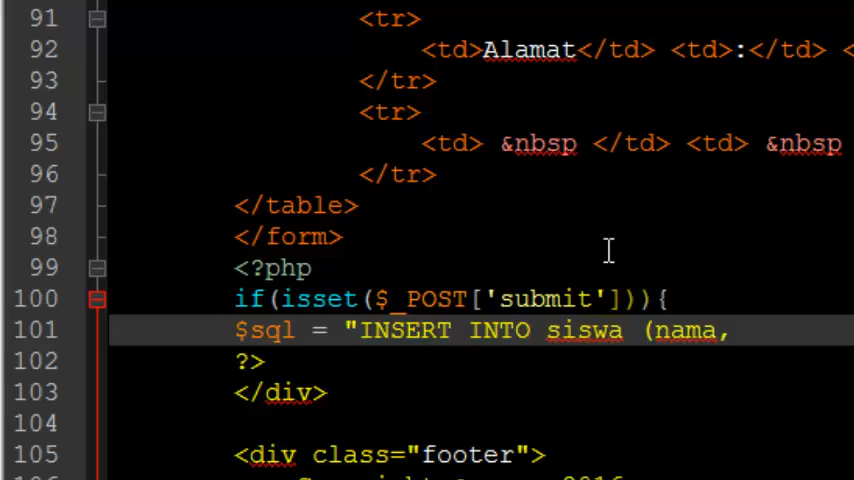 91 <tr>
92 <td>Alamat</td> <td>:</td> <
93 </tr>
94 <tr>
95 <td> &nbsp </td> <td> &nbsp
96 </tr>
97 </table>
98 </form>
99 <?php
100 if(isset($_POST['submit'])){
101 $sql = "INSERT INTO siswa (nama,
102 ?>
103 </div>
104
105 <div class="footer">